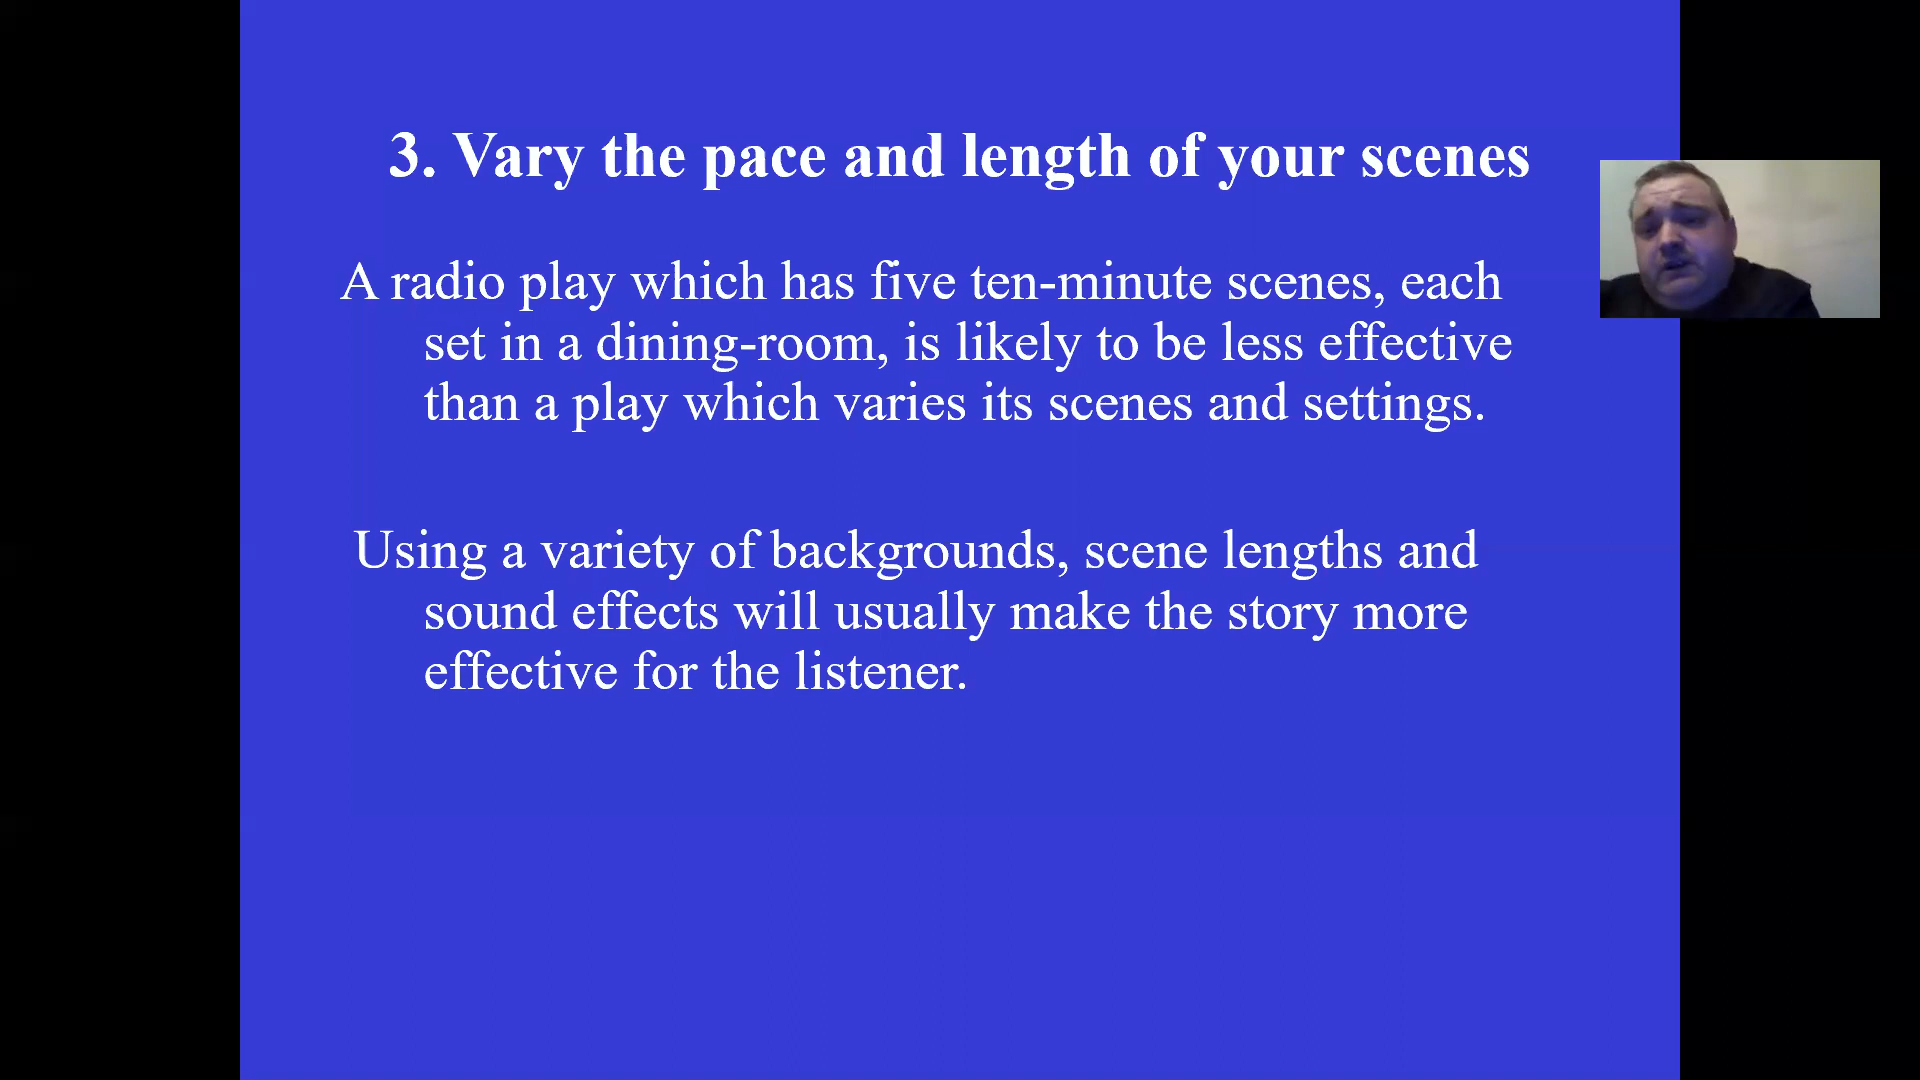 3. Vary the pace and length of your scenes
A radio play which has five ten-minute scenes, each
set in a dining-room, is likely to be less effective
than a play which varies its scenes and settings.
Using a variety of backgrounds, scene lengths and
sound effects will usually make the story more
effective for the listener.